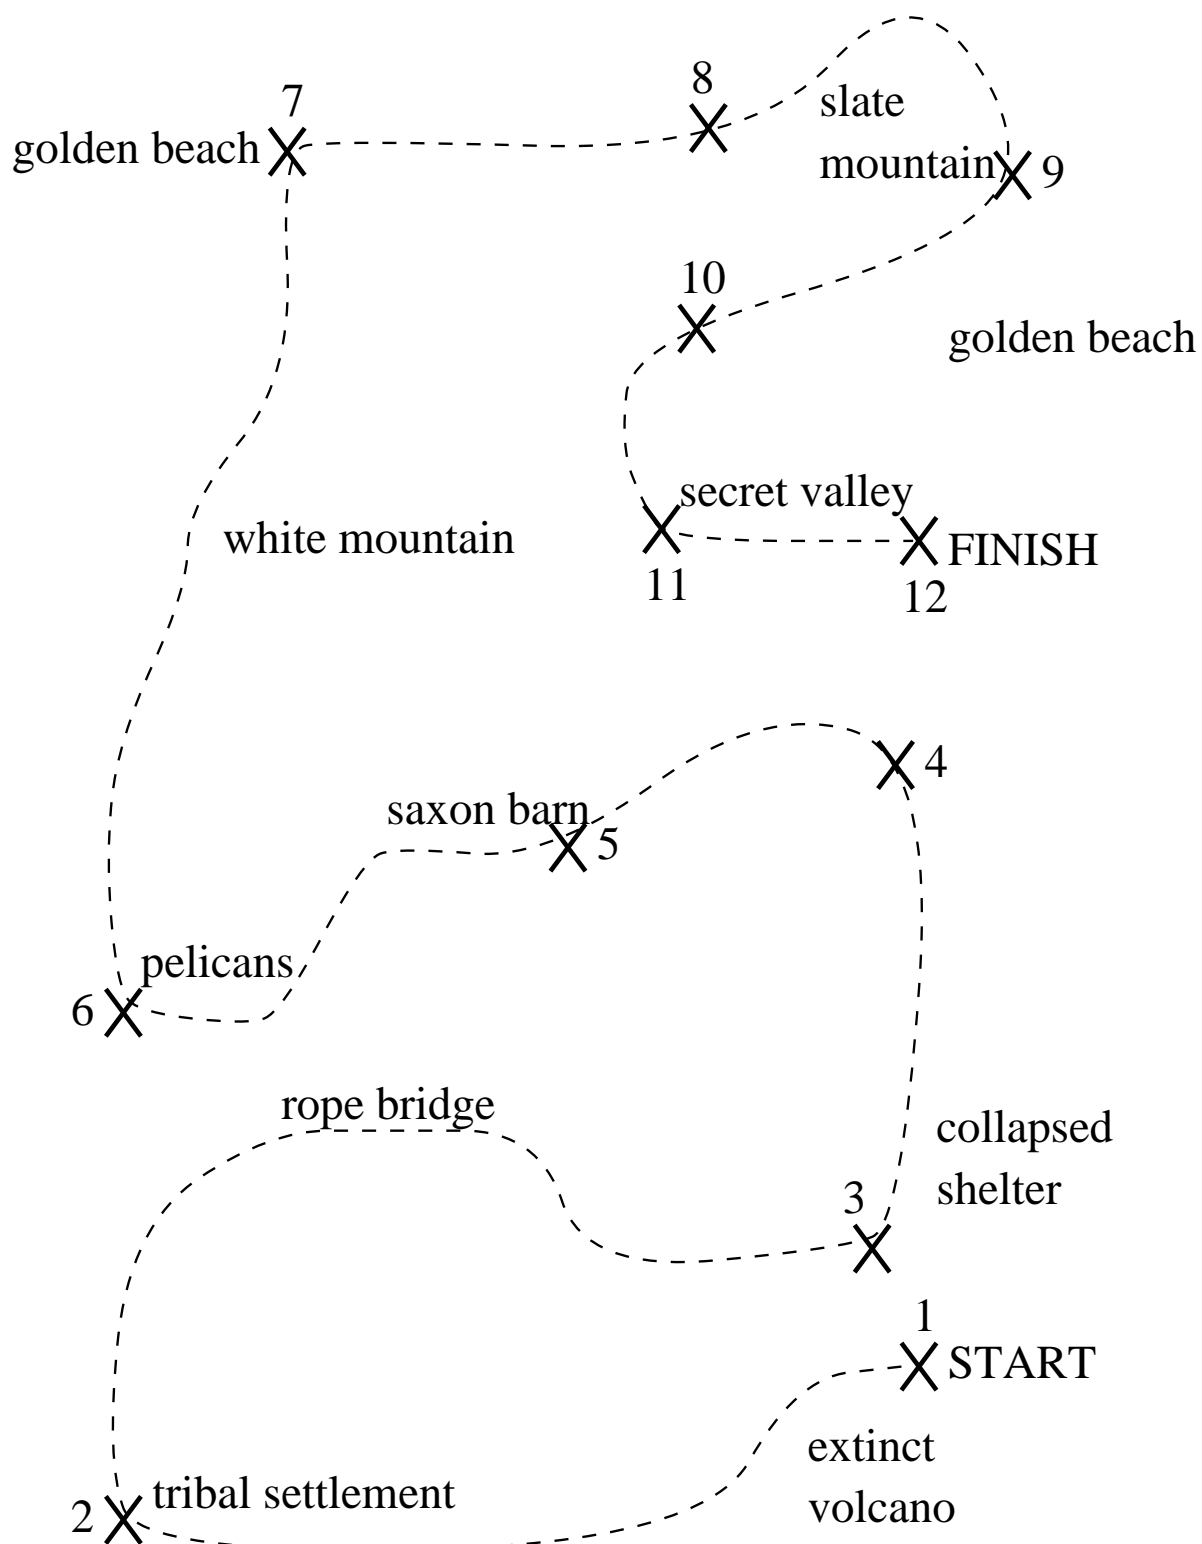 8
slate
7
golden beach
mountain
9
10
golden beach
secret valley
white mountain
FINISH
11
12
4
saxon barn
5
pelicans
6
rope bridge
collapsed
shelter
3
1
START
extinct
volcano
tribal settlement
2